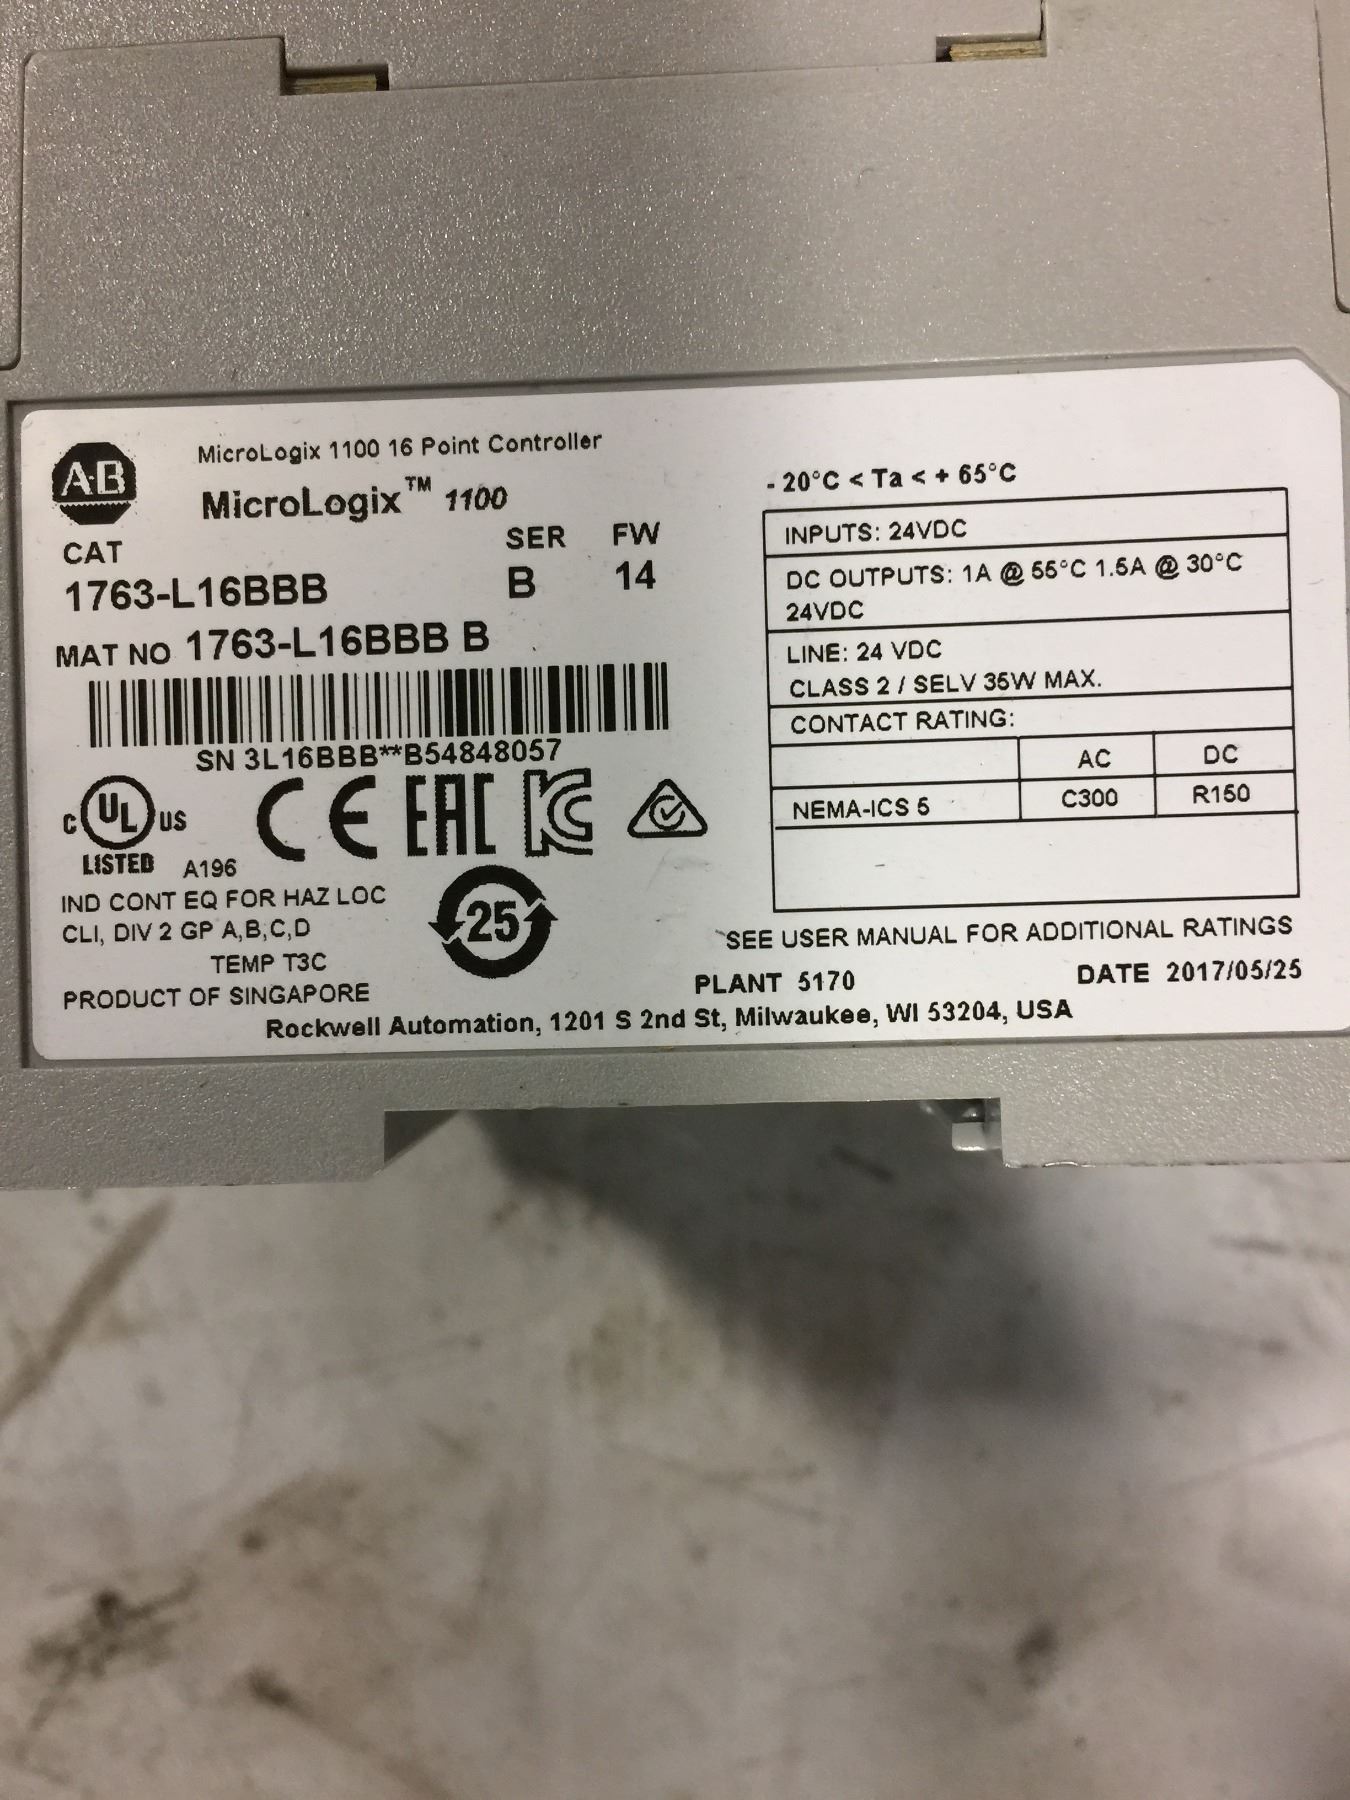 A·B
MicroLogix 1100 16 Point Controller
MicroLogix™ 1100
CAT SER FW
1763-L16BBB B 14
MAT NO 1763-L16BBB B
SN 3L16BBB**B54848057
C UL US
LISTED A196
CE EAC KC
IND CONT EQ FOR HAZ LOC
CLI, DIV 2 GP A,B,C,D
TEMP T3C
25
PRODUCT OF SINGAPORE
- 20°C < Ta < + 65°C
INPUTS: 24VDC
DC OUTPUTS: 1A @ 55°C 1.5A @ 30°C
24VDC
LINE: 24 VDC
CLASS 2 / SELV 35W MAX.
CONTACT RATING:
AC DC
NEMA-ICS 5 C300 R150
SEE USER MANUAL FOR ADDITIONAL RATINGS
PLANT 5170 DATE 2017/05/25
Rockwell Automation, 1201 S 2nd St, Milwaukee, WI 53204, USA